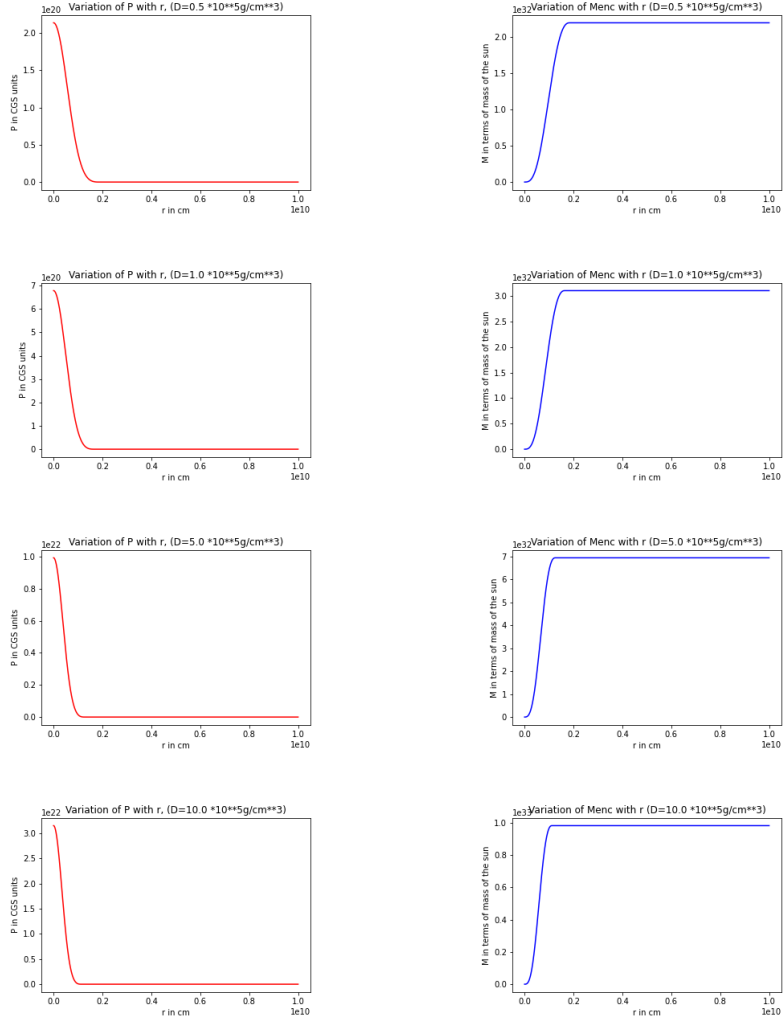 1e20 Variation of P with r, (D=0.5 *10**5g/cm**3)
2.0
1.5
1.0
0.5
0.0
P in CGS units
0.0 0.2 0.4 0.6 0.8 1.0
r in cm 1e10
1e32 Variation of Menc with r (D=0.5 *10**5g/cm**3)
2.0
1.5
1.0
0.5
0.0
M in terms of mass of the sun
0.0 0.2 0.4 0.6 0.8 1.0
r in cm 1e10
1e20 Variation of P with r, (D=1.0 *10**5g/cm**3)
7
6
5
4
3
2
1
0
P in CGS units
0.0 0.2 0.4 0.6 0.8 1.0
r in cm 1e10
1e32 Variation of Menc with r (D=1.0 *10**5g/cm**3)
3.0
2.5
2.0
1.5
1.0
0.5
0.0
M in terms of mass of the sun
0.0 0.2 0.4 0.6 0.8 1.0
r in cm 1e10
1e22 Variation of P with r, (D=5.0 *10**5g/cm**3)
1.0
0.8
0.6
0.4
0.2
0.0
P in CGS units
0.0 0.2 0.4 0.6 0.8 1.0
r in cm 1e10
1e32 Variation of Menc with r (D=5.0 *10**5g/cm**3)
7
6
5
4
3
2
1
0
M in terms of mass of the sun
0.0 0.2 0.4 0.6 0.8 1.0
r in cm 1e10
1e22 Variation of P with r, (D=10.0 *10**5g/cm**3)
3.0
2.5
2.0
1.5
1.0
0.5
0.0
P in CGS units
0.0 0.2 0.4 0.6 0.8 1.0
r in cm 1e10
1e33 Variation of Menc with r (D=10.0 *10**5g/cm**3)
1.0
0.8
0.6
0.4
0.2
0.0
M in terms of mass of the sun
0.0 0.2 0.4 0.6 0.8 1.0
r in cm 1e10